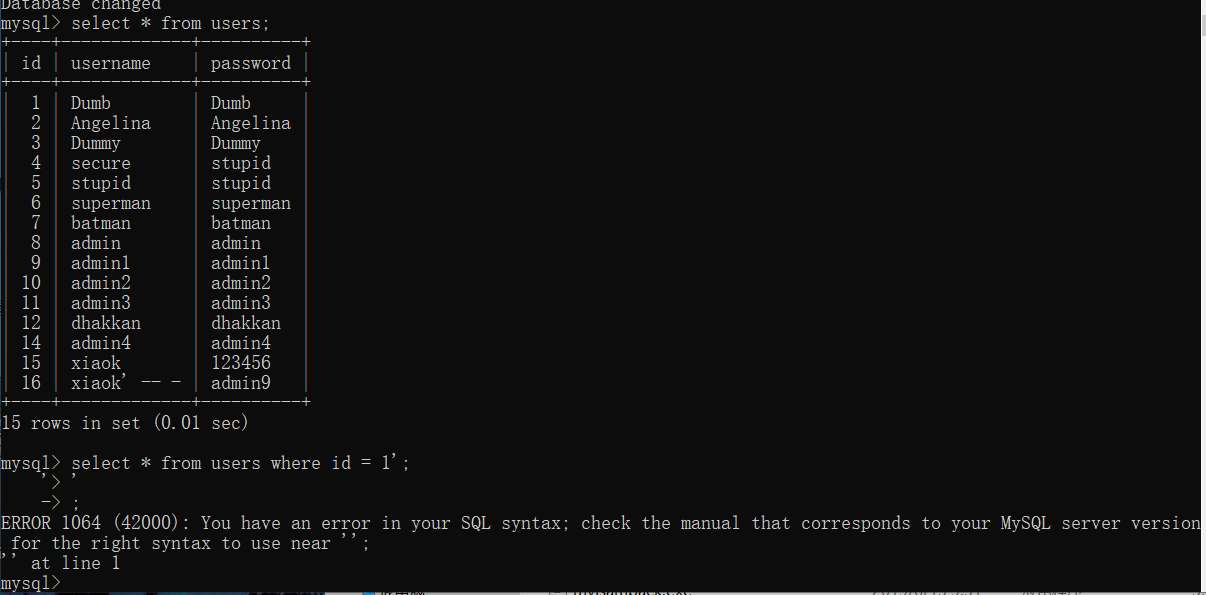 Database changed
mysql> select * from users;
+----+-------------+----------+
| id | username    | password |
+----+-------------+----------+
|  1 | Dumb        | Dumb     |
|  2 | Angelina    | Angelina |
|  3 | Dummy       | Dummy    |
|  4 | secure      | stupid   |
|  5 | stupid      | stupid   |
|  6 | superman    | superman |
|  7 | batman      | batman   |
|  8 | admin       | admin    |
|  9 | admin1      | admin1   |
| 10 | admin2      | admin2   |
| 11 | admin3      | admin3   |
| 12 | dhakkan     | dhakkan  |
| 14 | admin4      | admin4   |
| 15 | xiaok       | 123456   |
| 16 | xiaok' -- - | admin9   |
+----+-------------+----------+
15 rows in set (0.01 sec)
mysql> select * from users where id = 1';
    '> '
    -> ;
ERROR 1064 (42000): You have an error in your SQL syntax; check the manual that corresponds to your MySQL server version
 for the right syntax to use near '';
'' at line 1
mysql>